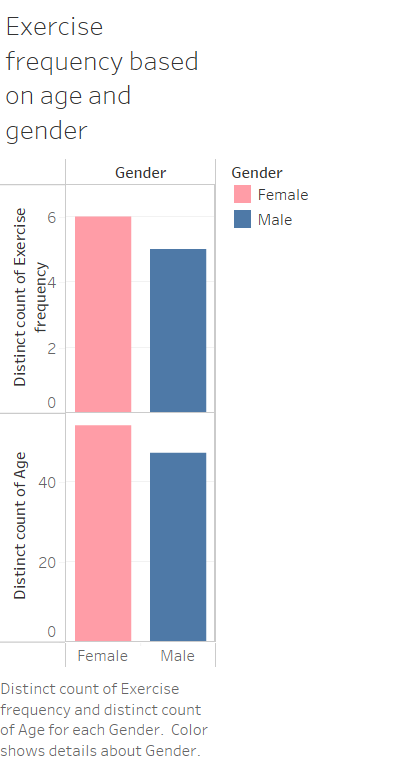 Exercise
frequency based
on age and
gender
Gender
Gender
Female
Male
Distinct count of Exercise
frequency
6
4
2
0
Distinct count of Age
40
20
0
Female
Male
Distinct count of Exercise
frequency and distinct count
of Age for each Gender. Color
shows details about Gender.